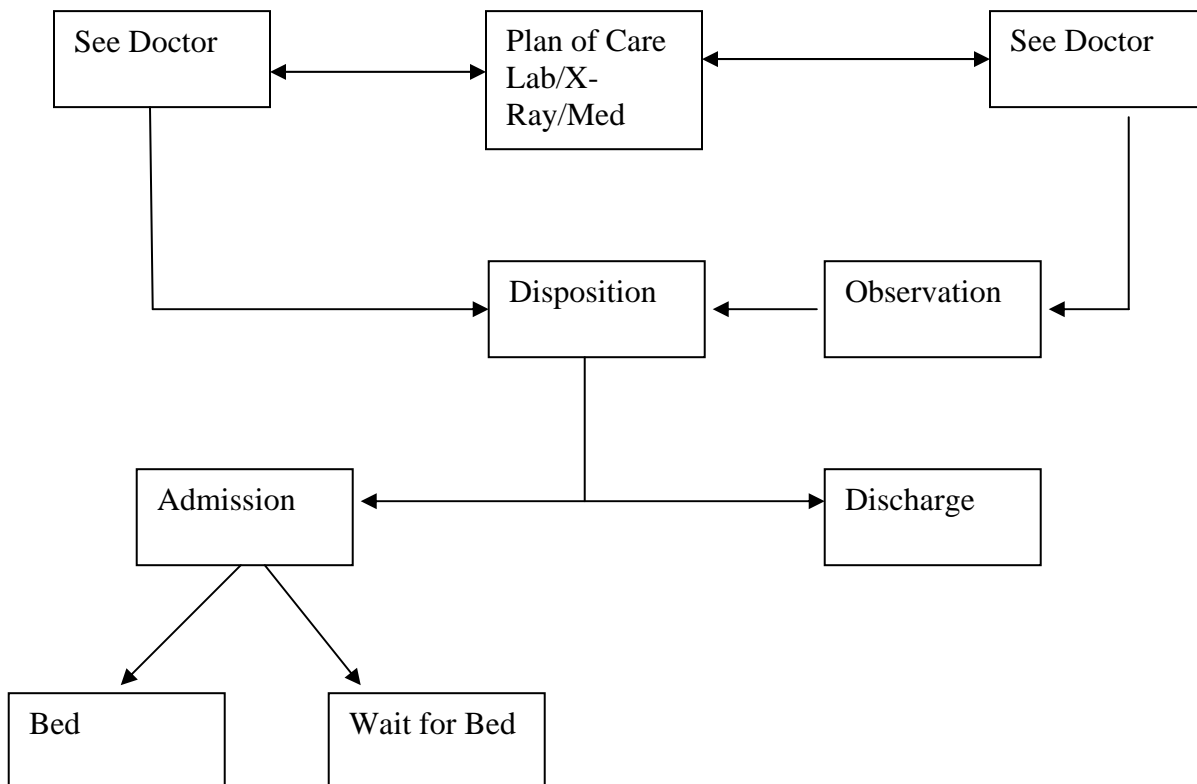 See Doctor
Plan of Care
Lab/X-
Ray/Med
See Doctor
Disposition
Observation
Admission
Discharge
Bed
Wait for Bed